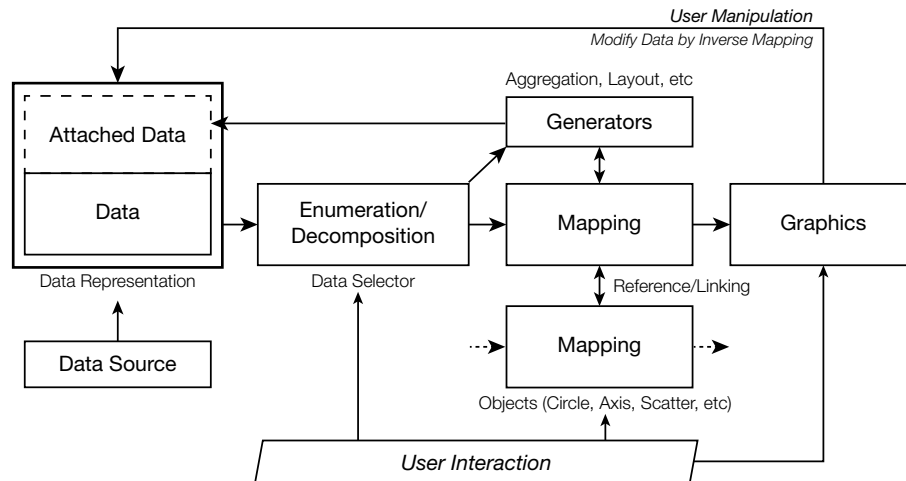 User Manipulation
Modify Data by Inverse Mapping
Aggregation, Layout, etc
Generators
Attached Data
Data
Enumeration/
Decomposition
Mapping
Graphics
Data Representation
Data Selector
Reference/Linking
Data Source
Mapping
Objects (Circle, Axis, Scatter, etc)
User Interaction